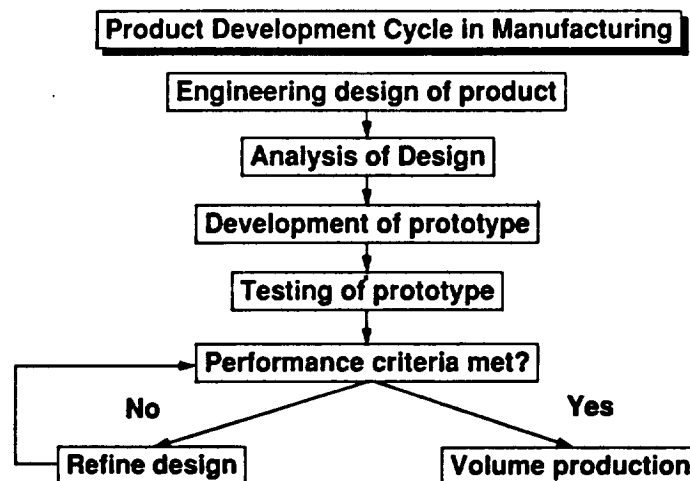 Product Development Cycle in Manufacturing
Engineering design of product
Analysis of Design
Development of prototype
Testing of prototype
Performance criteria met?
No
Yes
Refine design
Volume production